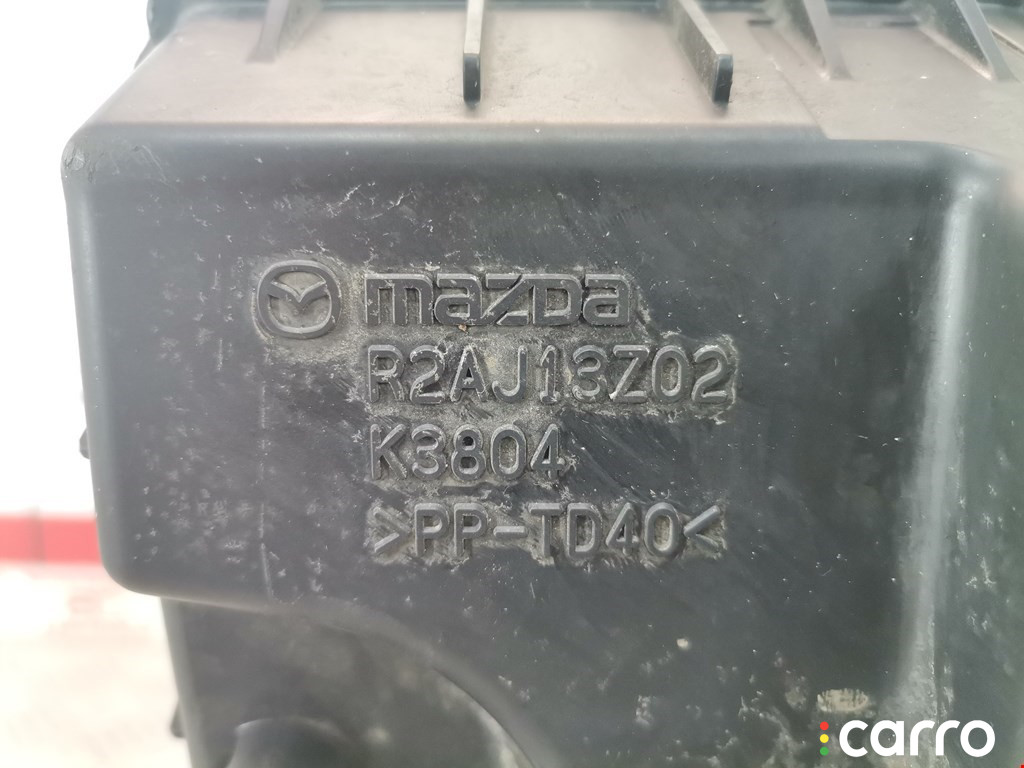 mazda
R2AJ13Z02
K3804
>PP-TD40<
carro